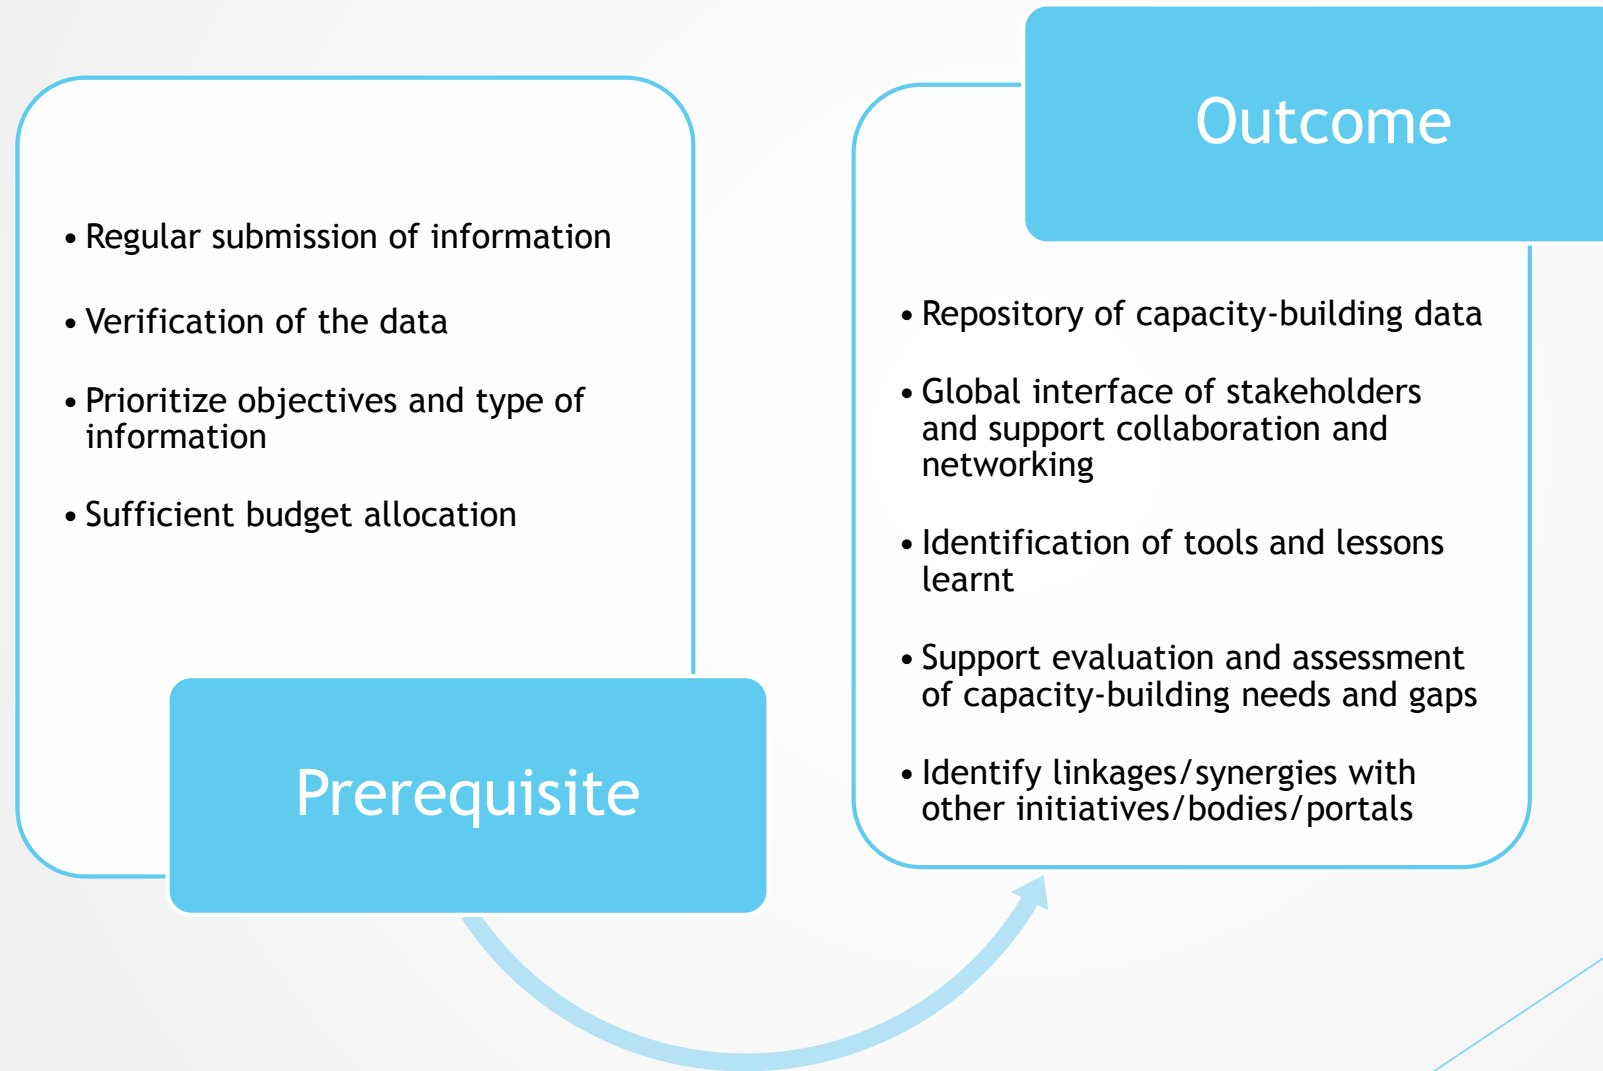 • Regular submission of information
• Verification of the data
• Prioritize objectives and type of
information
• Sufficient budget allocation
Prerequisite
Outcome
• Repository of capacity-building data
• Global interface of stakeholders
and support collaboration and
networking
• Identification of tools and lessons
learnt
• Support evaluation and assessment
of capacity-building needs and gaps
• Identify linkages/synergies with
other initiatives/bodies/portals